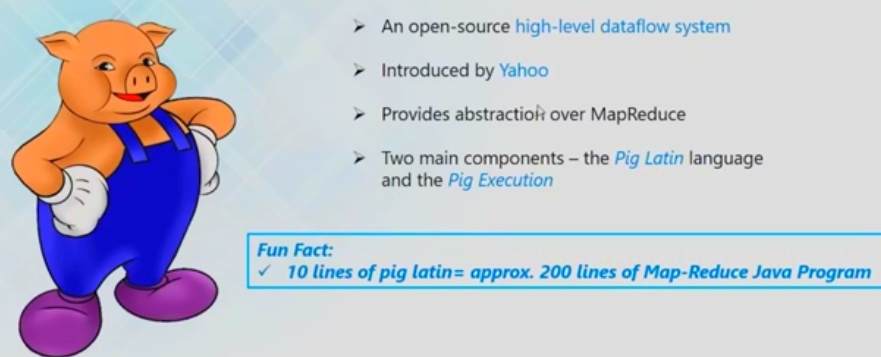 ➢ An open-source high-level dataflow system
➢ Introduced by Yahoo
➢ Provides abstraction over MapReduce
➢ Two main components – the Pig Latin language
and the Pig Execution
Fun Fact:
✓ 10 lines of pig latin= approx. 200 lines of Map-Reduce Java Program